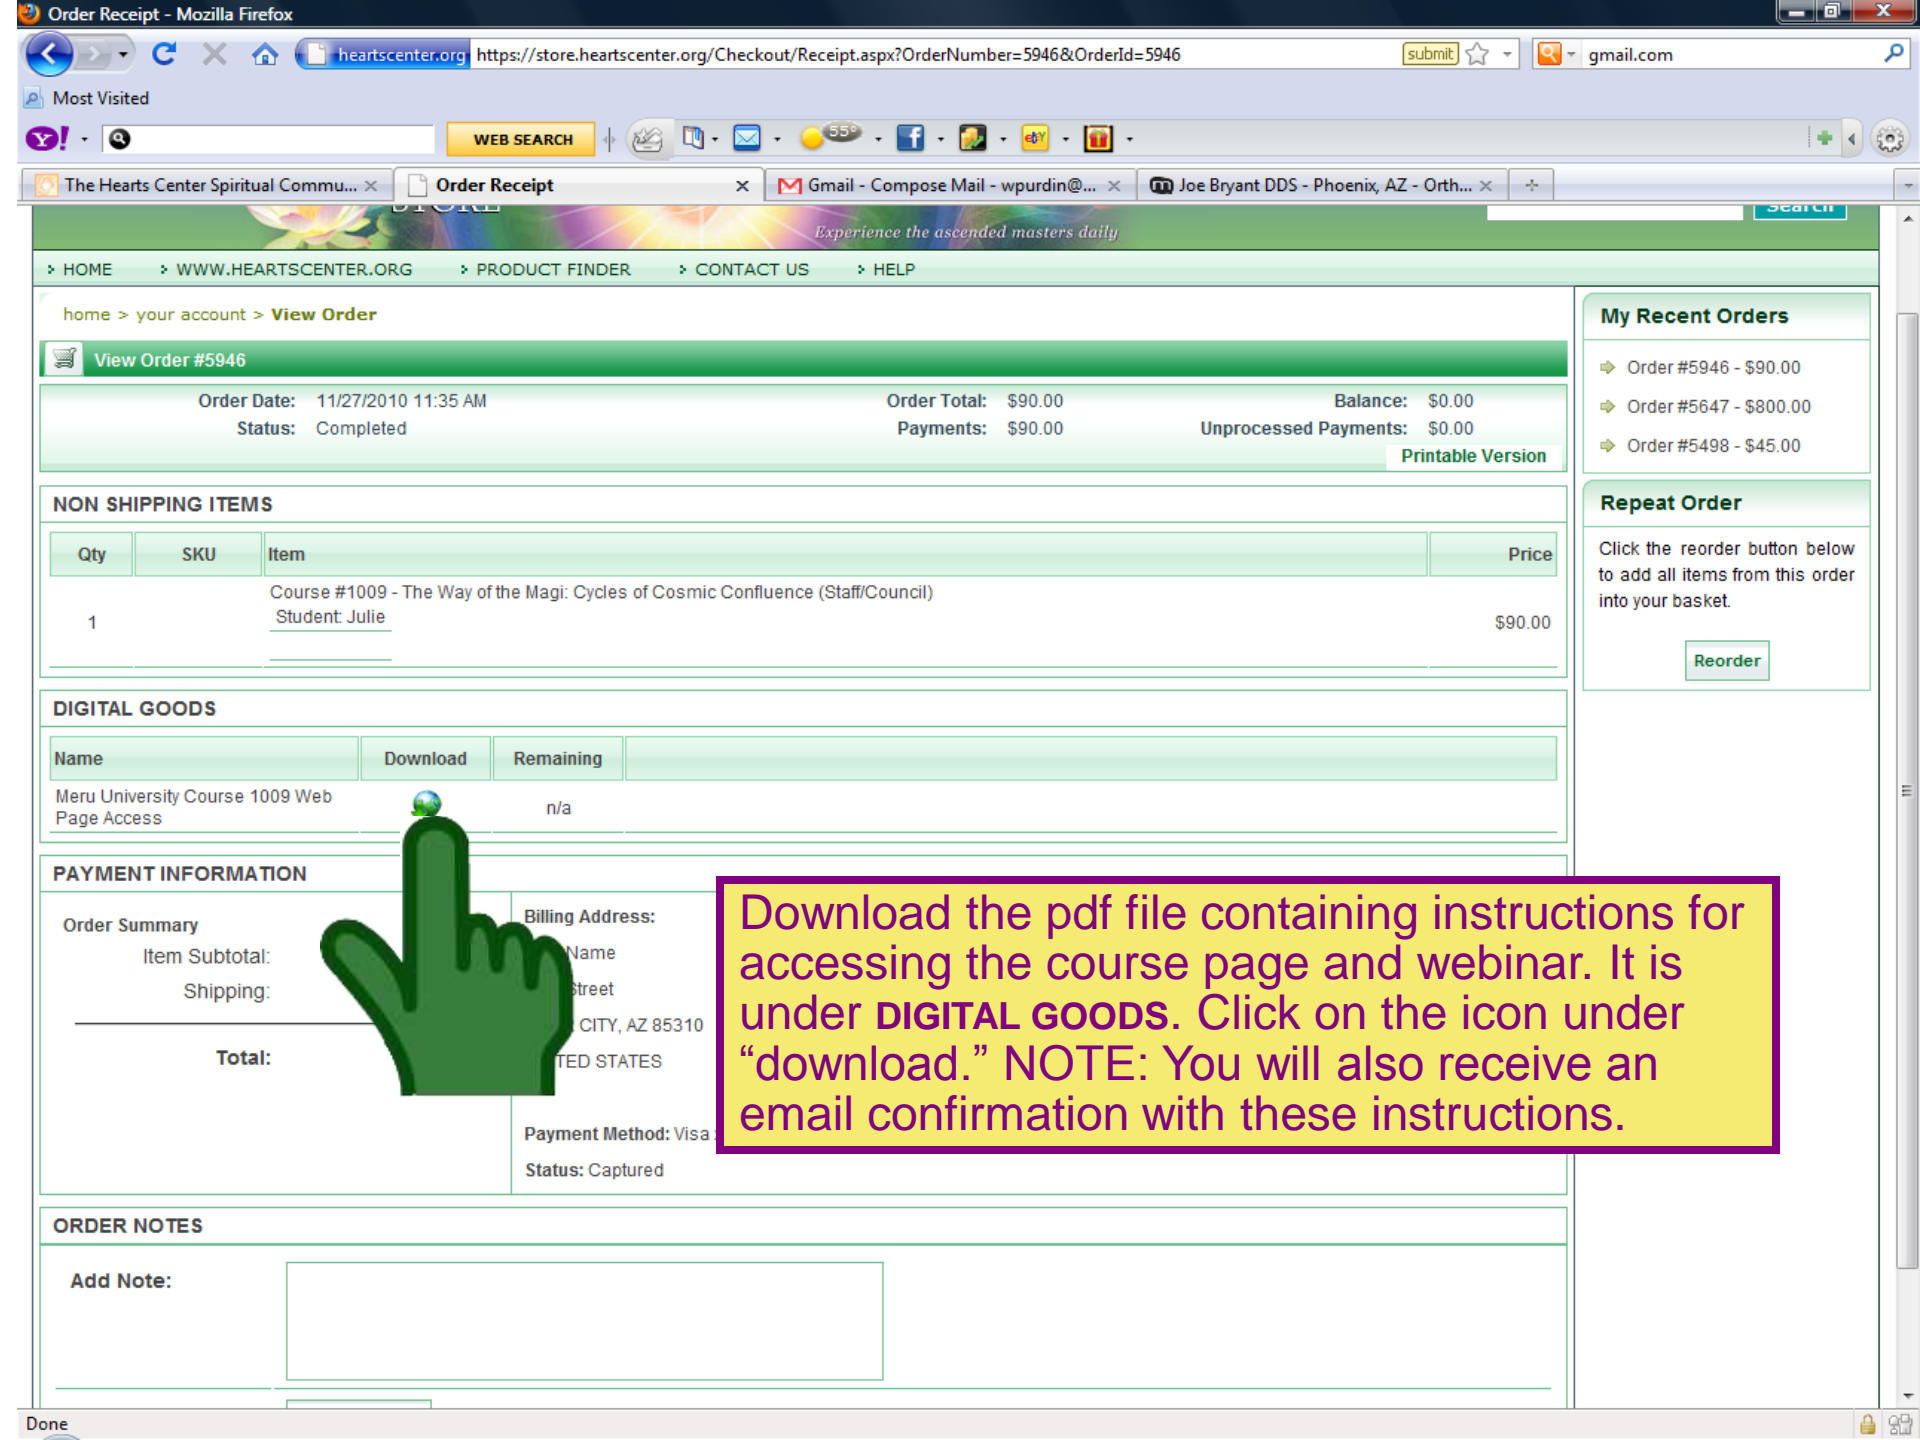 Order Receipt - Mozilla Firefox
heartscenter.org https://store.heartscenter.org/Checkout/Receipt.aspx?OrderNumber=5946&OrderId=5946 submit gmail.com
Most Visited
Y! WEB SEARCH 55° ebY
The Hearts Center Spiritual Commu... Order Receipt Gmail - Compose Mail - wpurdin@... Joe Bryant DDS - Phoenix, AZ - Orth...
STORE Search
Experience the ascended masters daily
HOME WWW.HEARTSCENTER.ORG PRODUCT FINDER CONTACT US HELP
home > your account > View Order
View Order #5946
Order Date: 11/27/2010 11:35 AM Order Total: $90.00 Balance: $0.00
Status: Completed Payments: $90.00 Unprocessed Payments: $0.00
Printable Version
My Recent Orders
Order #5946 - $90.00
Order #5647 - $800.00
Order #5498 - $45.00
NON SHIPPING ITEMS
Qty SKU Item Price
Course #1009 - The Way of the Magi: Cycles of Cosmic Confluence (Staff/Council)
1 Student: Julie $90.00
Repeat Order
Click the reorder button below
to add all items from this order
into your basket.
Reorder
DIGITAL GOODS
Name Download Remaining
Meru University Course 1009 Web
Page Access
n/a
PAYMENT INFORMATION
Order Summary
Item Subtotal:
Shipping:
Total:
Billing Address:
Name
Street
CITY, AZ 85310
TED STATES
Payment Method: Visa
Status: Captured
Download the pdf file containing instructions for
accessing the course page and webinar. It is
under DIGITAL GOODS. Click on the icon under
“download.” NOTE: You will also receive an
email confirmation with these instructions.
ORDER NOTES
Add Note:
Done